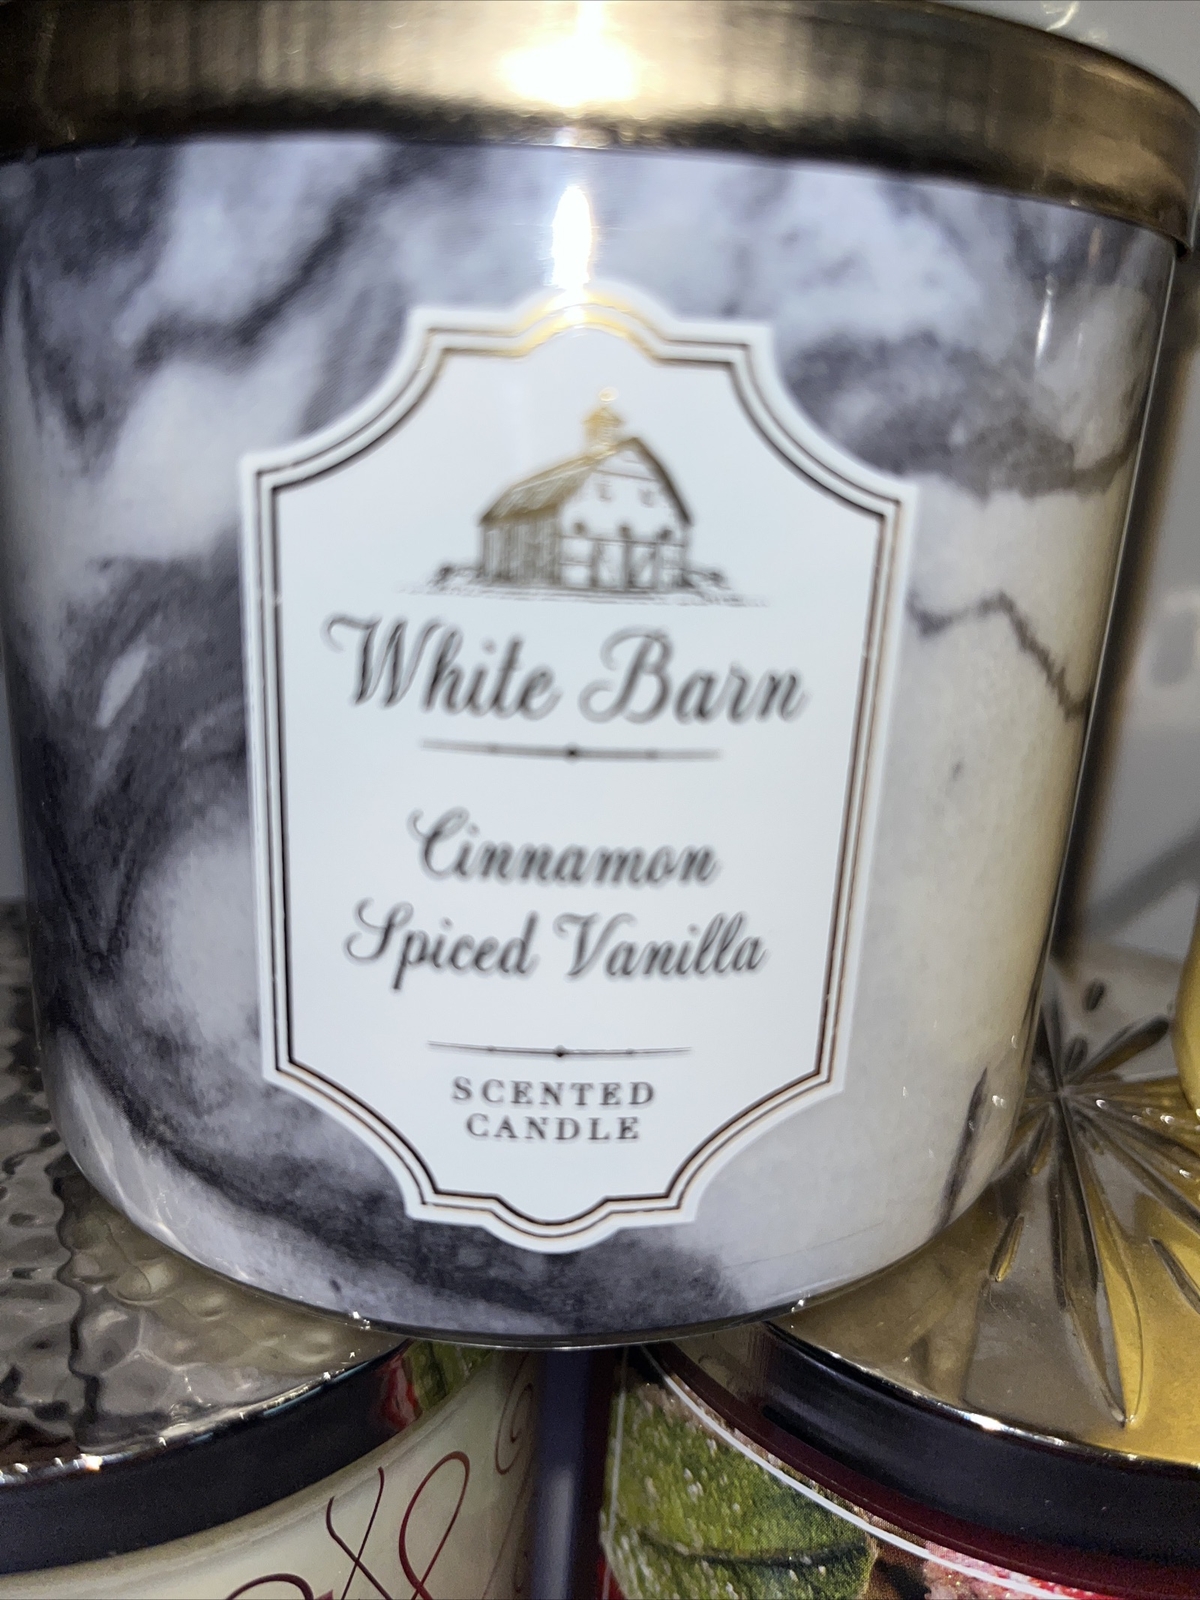 White Barn
Cinnamon
Spiced Vanilla
SCENTED
CANDLE